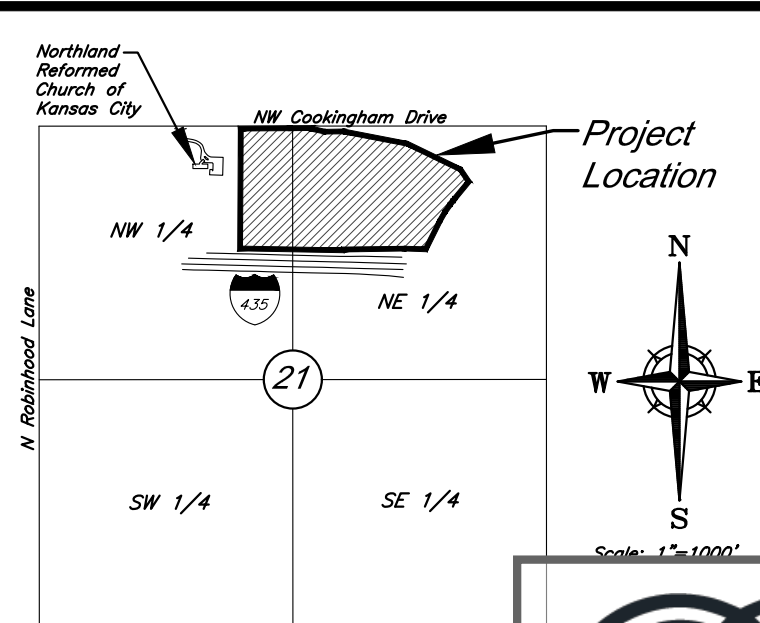 Northland
Reformed
Church of
Kansas City
NW Cookingham Drive
Project
Location
NW 1/4
N
435
NE 1/4
N Robinhood Lane
21
W
E
SW 1/4
SE 1/4
S
Scale: 1"=1000'